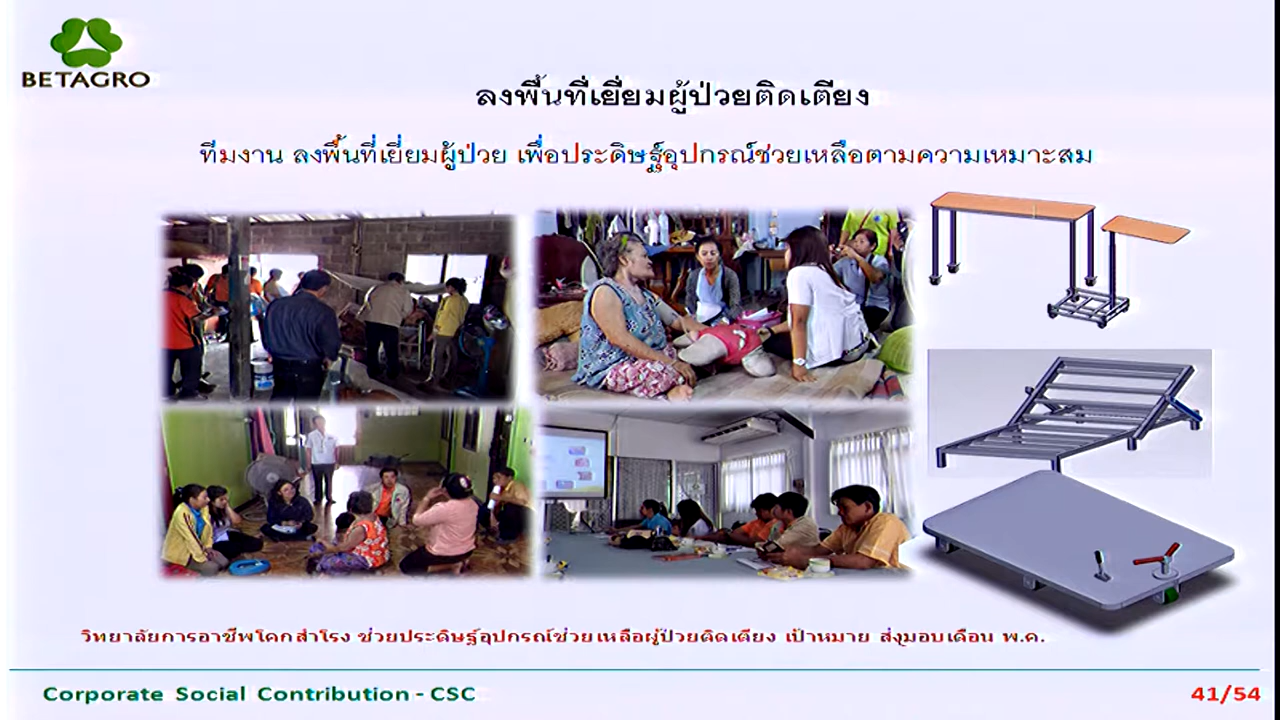 BETAGRO
ลงพื้นที่เยี่ยมผู้ป่วยติดเตียง
ทีมงาน ลงพื้นที่เยี่ยมผู้ป่วย เพื่อประดิษฐ์อุปกรณ์ช่วยเหลือตามความเหมาะสม
วิทยาลัยการอาชีพโคกสำโรง ช่วยประดิษฐ์อุปกรณ์ช่วยเหลือผู้ป่วยติดเตียง เป้าหมาย ส่งมอบเดือน พ.ค.
Corporate Social Contribution - CSC
41/54